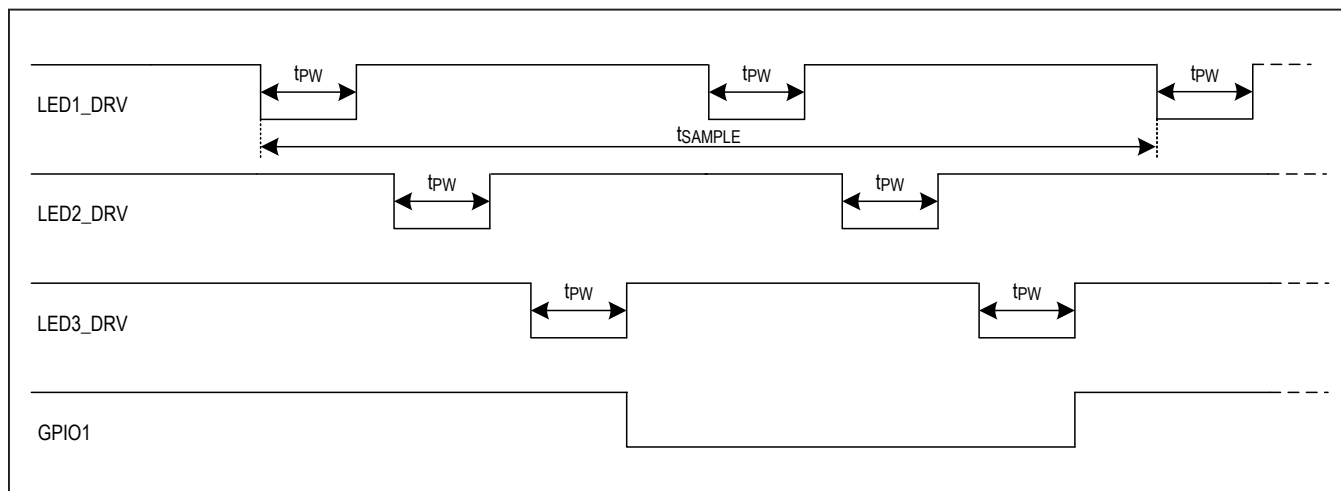 tPW tPW tPW
LED1_DRV
tSAMPLE
tPW tPW
LED2_DRV
tPW tPW
LED3_DRV
GPIO1